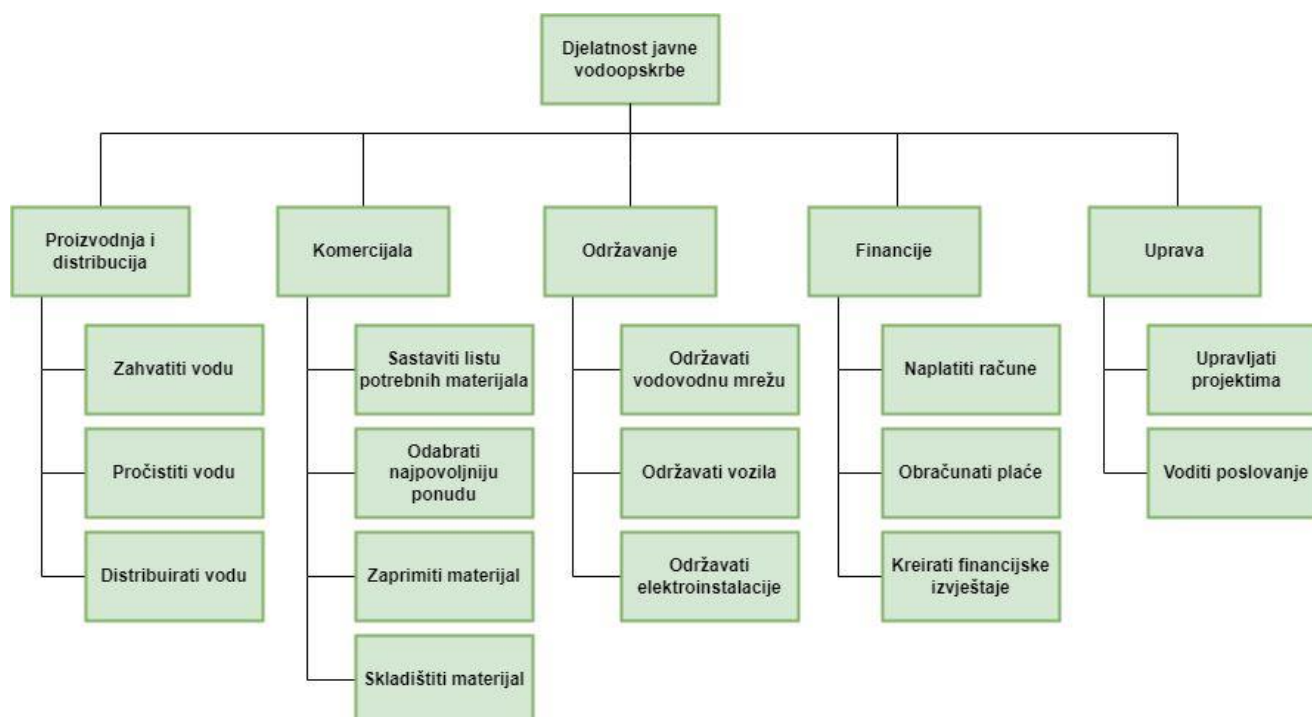 Djelatnost javne
vodoopskrbe
Proizvodnja i
distribucija
Komercijala
Održavanje
Financije
Uprava
Zahvatiti vodu
Pročistiti vodu
Distribuirati vodu
Sastaviti listu
potrebnih materijala
Odabrati
najpovoljniju
ponudu
Zaprimiti materijal
Skladištiti materijal
Održavati
vodovodnu mrežu
Održavati vozila
Održavati
elektroinstalacije
Naplatiti račune
Obračunati plaće
Kreirati financijske
izvještaje
Upravljati
projektima
Voditi poslovanje